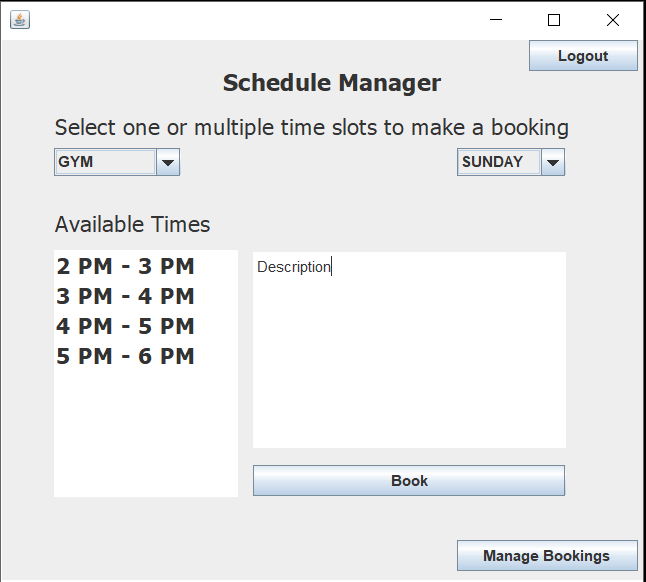 Logout
Schedule Manager
Select one or multiple time slots to make a booking
GYM
SUNDAY
Available Times
2 PM - 3 PM
3 PM - 4 PM
4 PM - 5 PM
5 PM - 6 PM
Description
Book
Manage Bookings